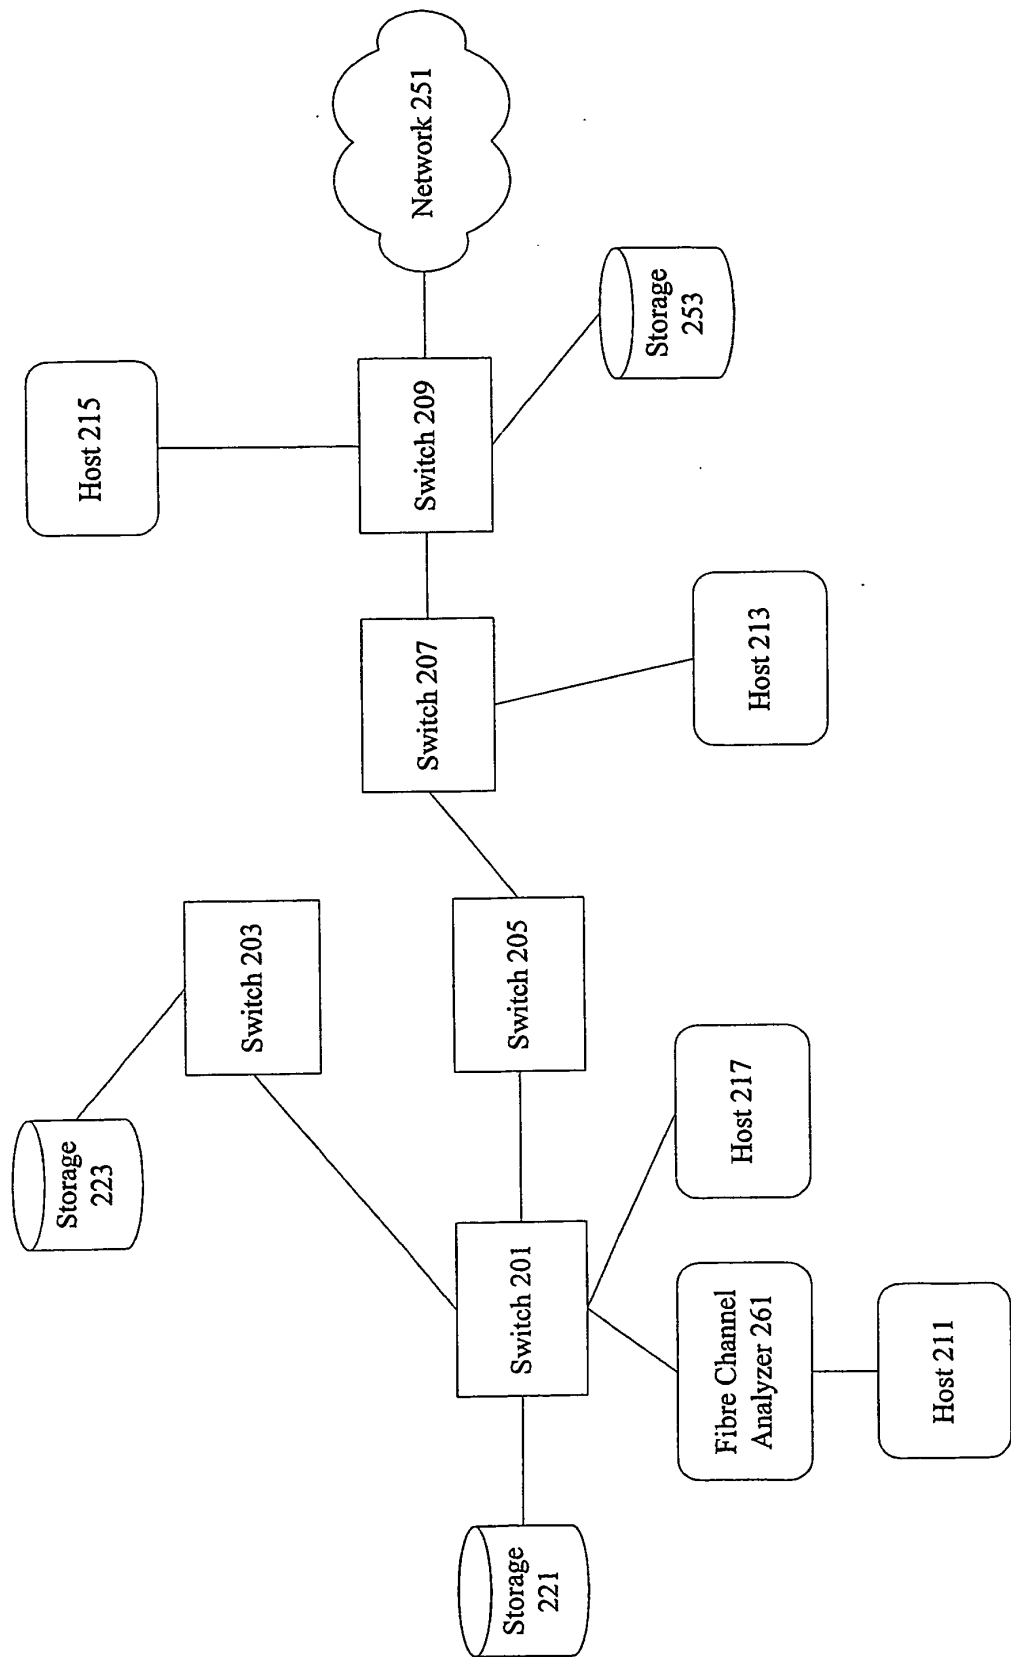 Storage
223
Switch 203
Host 215
Storage
221
Switch 201
Switch 205
Switch 207
Switch 209
Network 251
Fibre Channel
Analyzer 261
Host 217
Host 213
Storage
253
Host 211